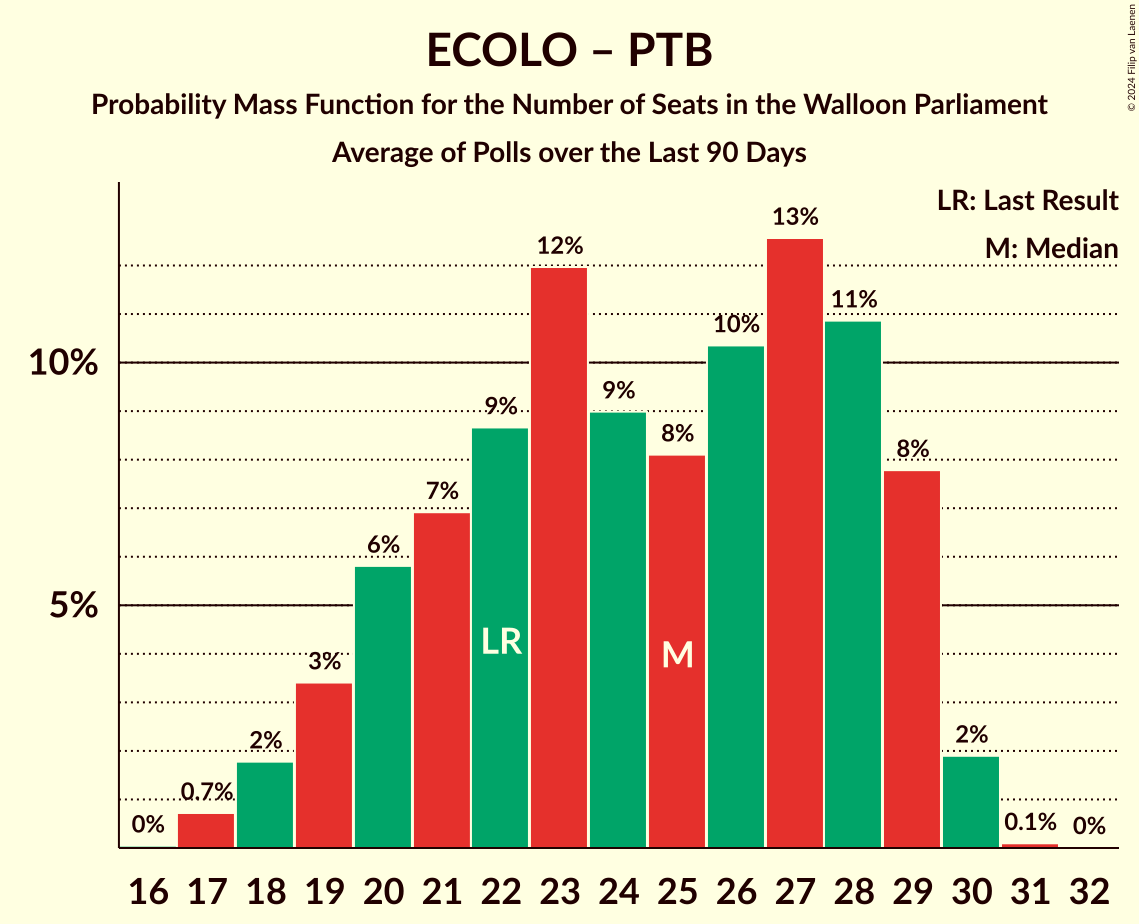 ECOLO – PTB
Probability Mass Function for the Number of Seats in the Walloon Parliament
Average of Polls over the Last 90 Days
© 2024 Filip van Laenen
LR: Last Result
M: Median
10%
5%
0%
0.7%
2%
3%
6%
7%
9%
12%
9%
8%
10%
13%
11%
8%
2%
0.1%
0%
LR
M
16 17 18 19 20 21 22 23 24 25 26 27 28 29 30 31 32